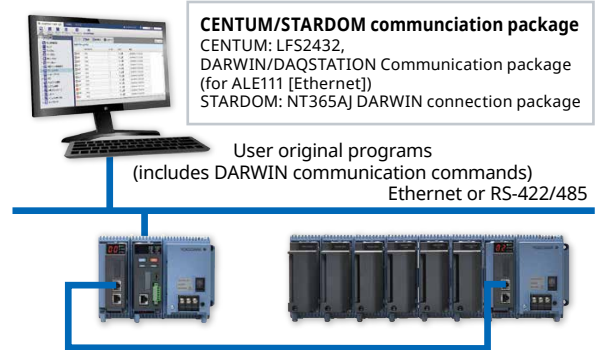 CENTUM/STARDOM communciation package
CENTUM: LFS2432,
DARWIN/DAQSTATION Communication package
(for ALE111 [Ethernet])
STARDOM: NT365AJ DARWIN connection package
User original programs
(includes DARWIN communication commands)
Ethernet or RS-422/485